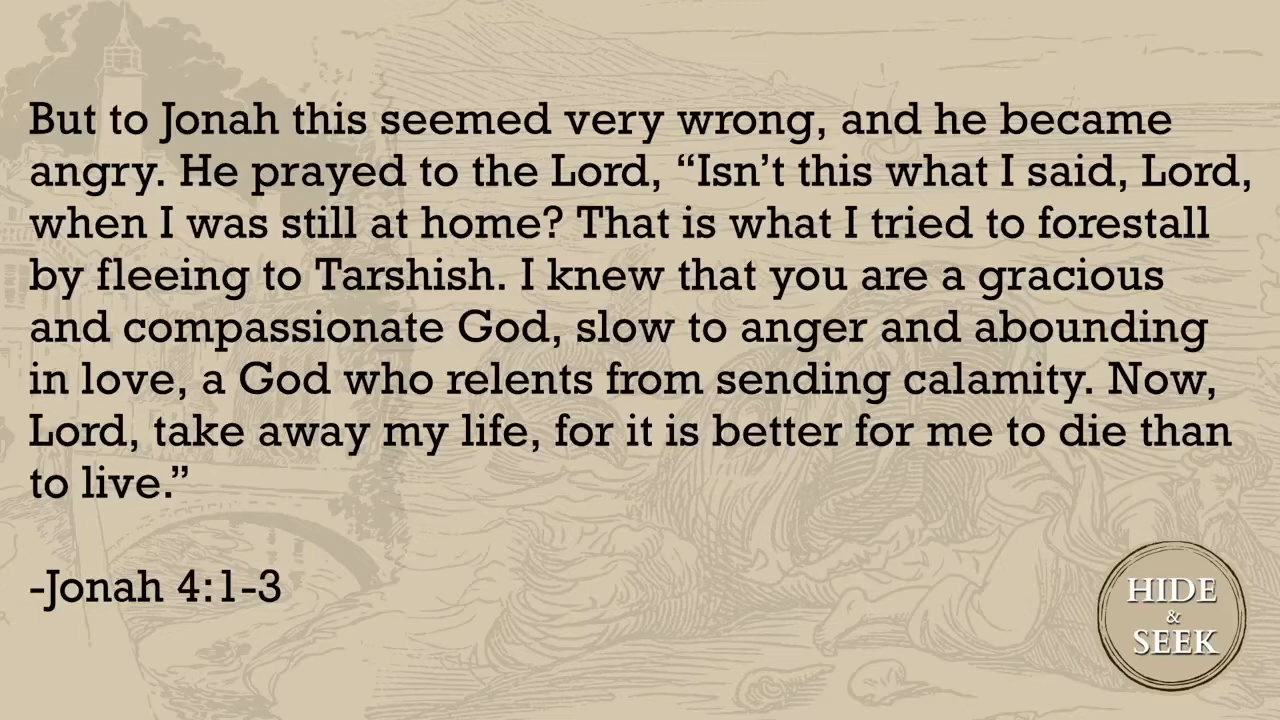 But to Jonah this seemed very wrong, and he became
angry. He prayed to the Lord, “Isn’t this what I said, Lord,
when I was still at home? That is what I tried to forestall
by fleeing to Tarshish. I knew that you are a gracious
and compassionate God, slow to anger and abounding
in love, a God who relents from sending calamity. Now,
Lord, take away my life, for it is better for me to die than
to live.”
-Jonah 4:1-3
HIDE
&
SEEK